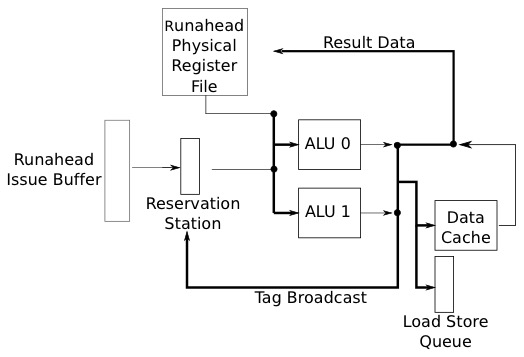 Runahead
Physical
Register
File
Result Data
ALU 0
Runahead
Issue Buffer
Reservation
Station
ALU 1
Data
Cache
Tag Broadcast
Load Store
Queue